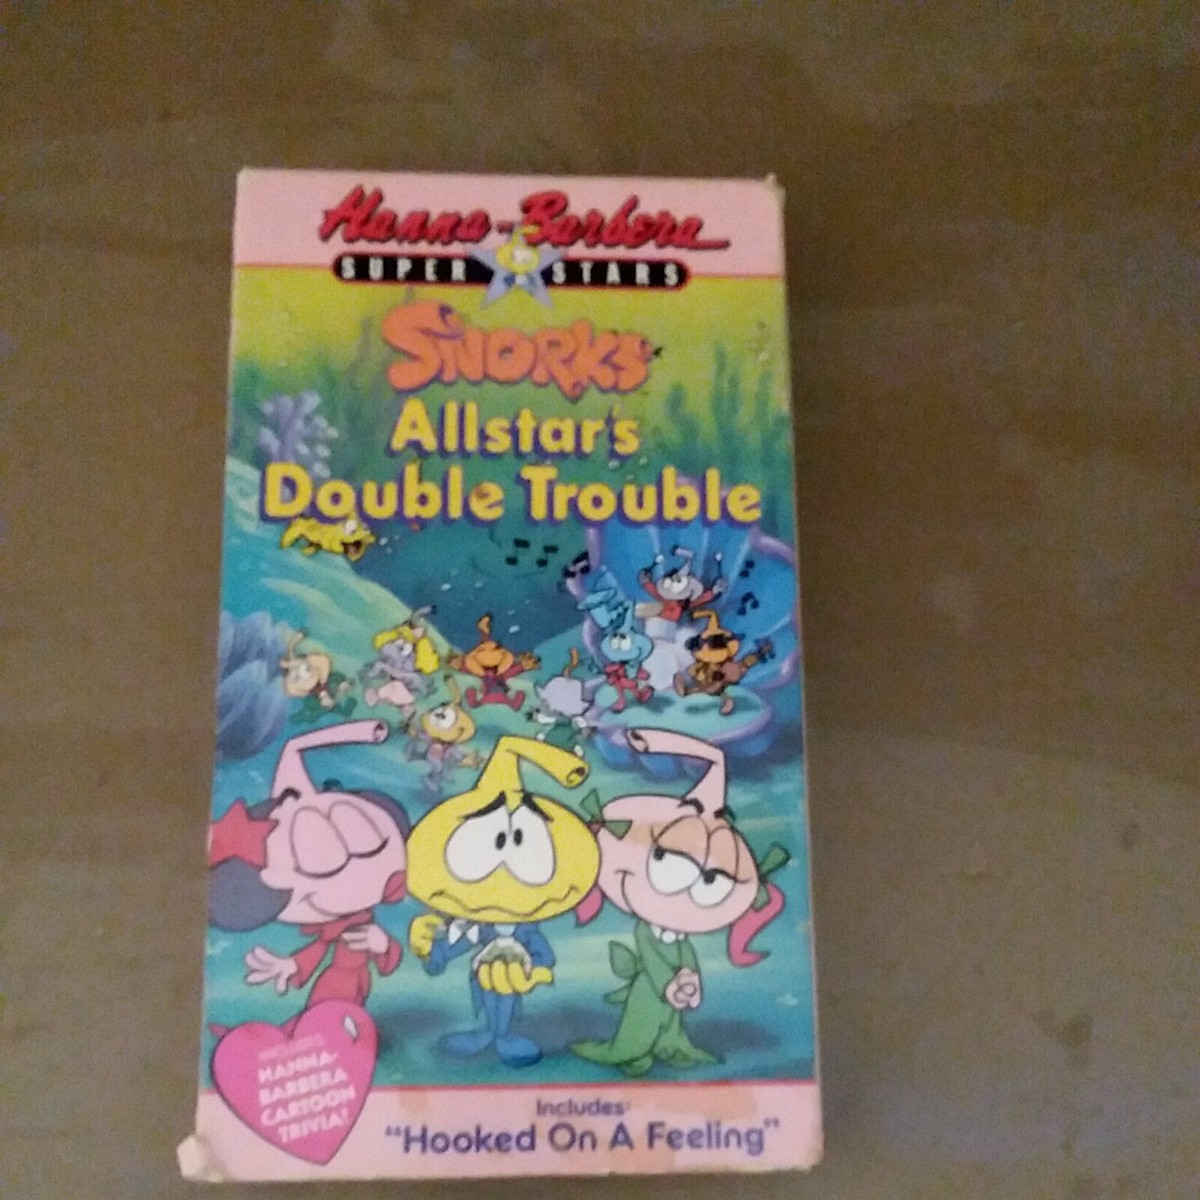 Hanna-Barbera
SUPER STARS
SNORKS
Allstar's
Double Trouble
INCLUDES
HANNA-
BARBERA
CARTOON
TRIVIA!
Includes:
"Hooked On A Feeling"